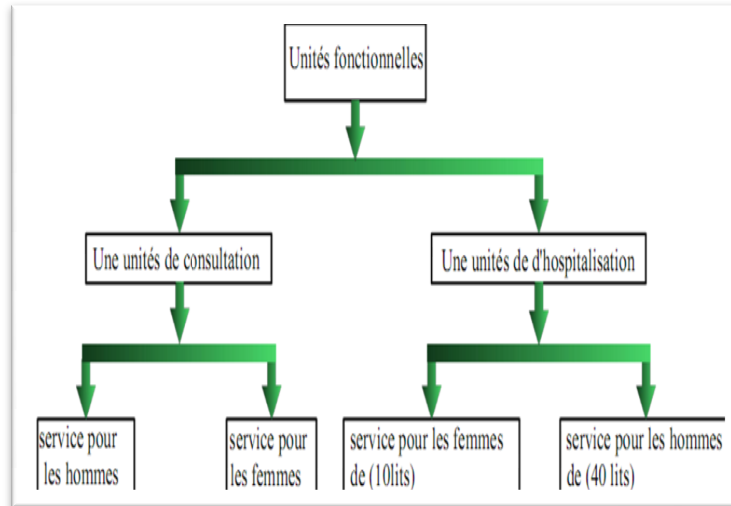 Unités fonctionnelles
Une unités de consultation
Une unités de d'hospitalisation
service pour
les hommes
service pour
les femmes
service pour les femmes
de (10lits)
service pour les hommes
de (40 lits)